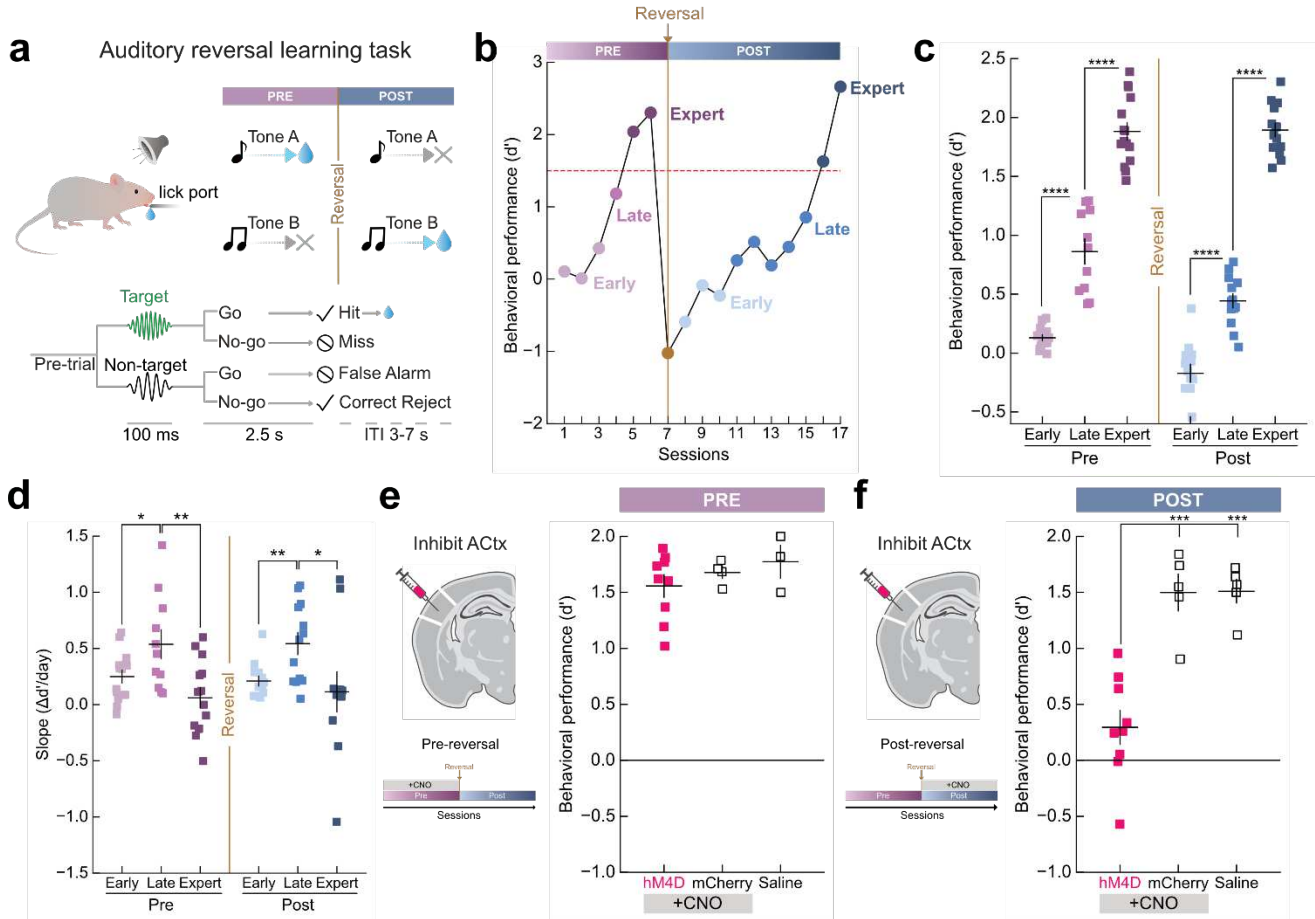 a
Auditory reversal learning task
PRE
POST
Tone A
Tone A
lick port
Reversal
Tone B
Tone B
Target
Go
Hit
No-go
Miss
Pre-trial
Non-target
Go
False Alarm
No-go
Correct Reject
100 ms
2.5 s
ITI 3-7 s
b
Reversal
PRE
POST
Behavioral performance (d')
3
2
1
0
−1
−2
Expert
Late
Early
Expert
Late
Early
1 3 5 7 9 11 13 15 17
Sessions
c
Behavioral performance (d')
2.5
2.0
1.5
1.0
0.5
0.0
−0.5
****
****
****
****
Reversal
Early Late Expert
Pre
Early Late Expert
Post
d
Slope (Δd'/day)
1.5
1.0
0.5
0.0
−0.5
−1.0
−1.5
* **
** *
Reversal
Early Late Expert
Pre
Early Late Expert
Post
e
PRE
Inhibit ACtx
Pre-reversal
Reversal
+CNO
Pre Post
Sessions
Behavioral performance (d')
2.0
1.5
1.0
0.5
0.0
−0.5
−1.0
hM4D mCherry Saline
+CNO
f
POST
Inhibit ACtx
Post-reversal
Reversal
+CNO
Pre Post
Sessions
Behavioral performance (d')
2.0
1.5
1.0
0.5
0.0
−0.5
−1.0
*** ***
hM4D mCherry Saline
+CNO